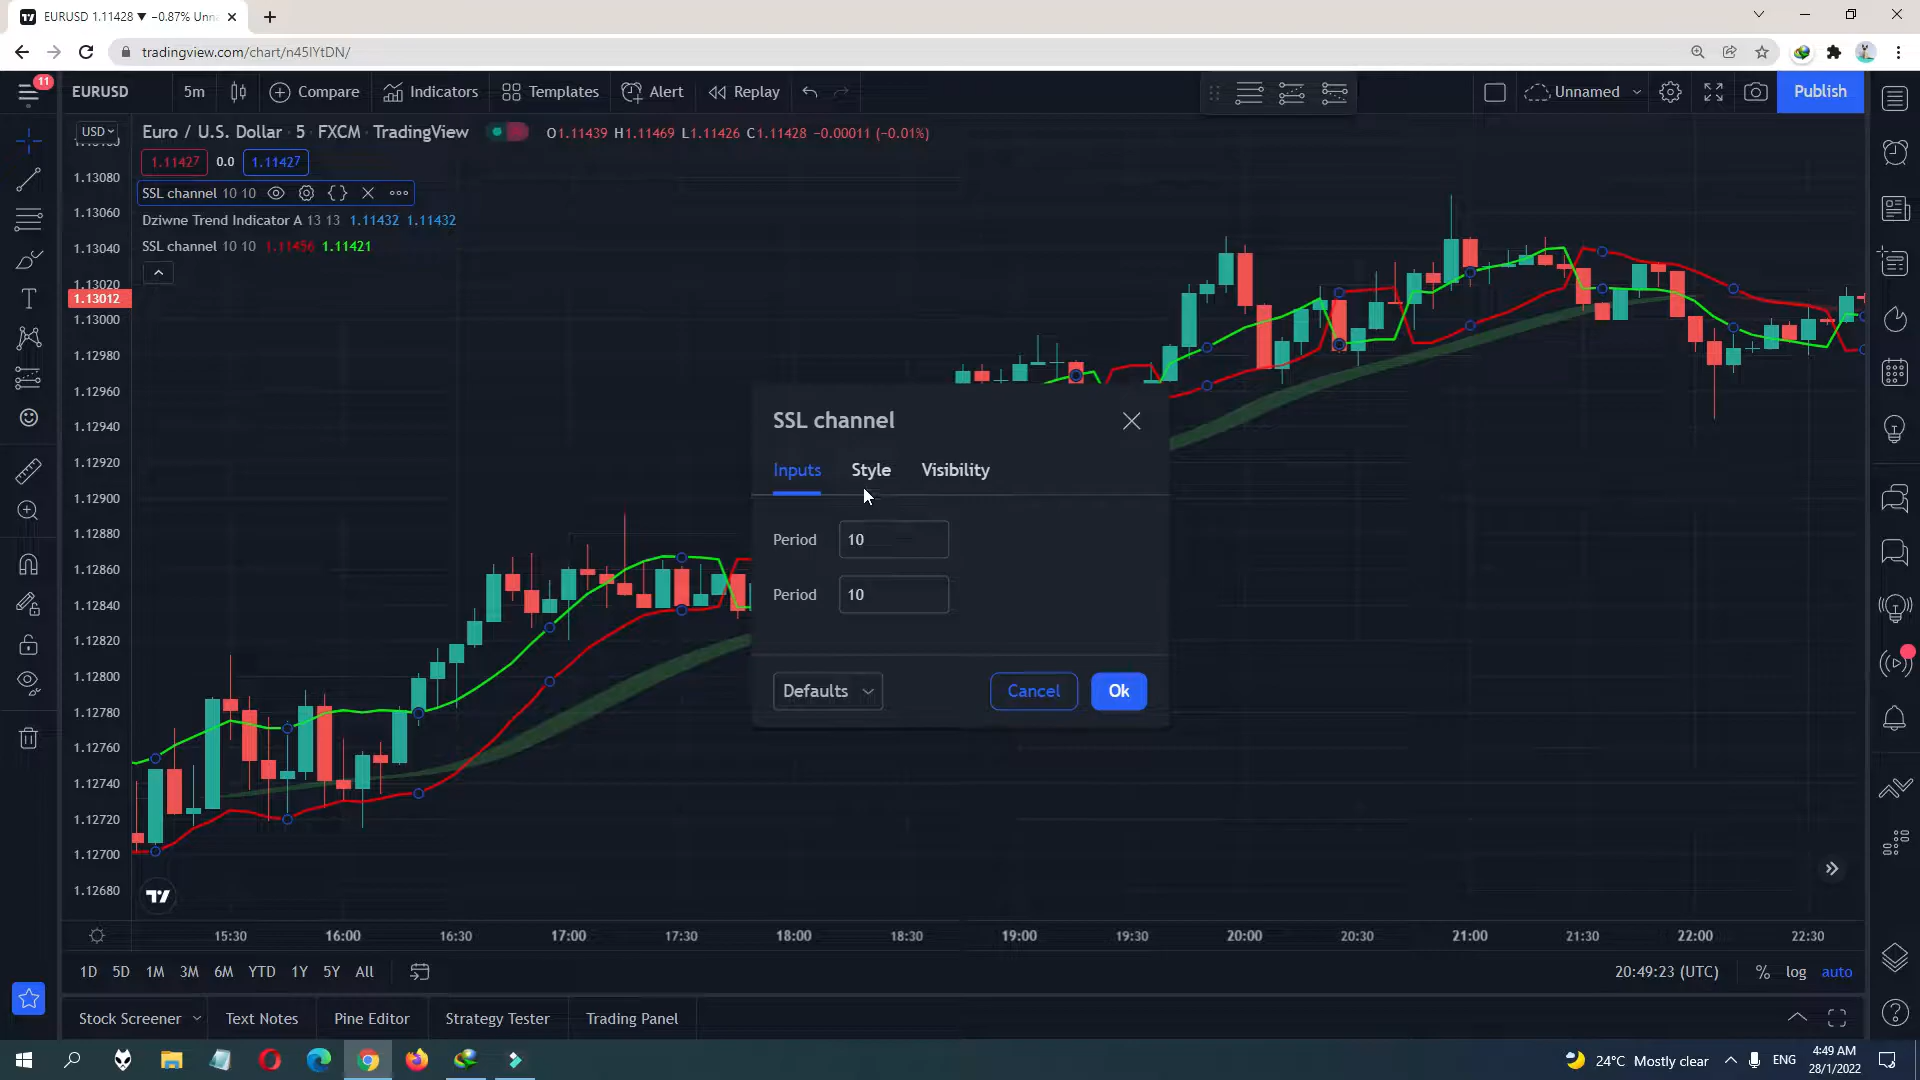 EURUSD 1.11428 ▼ −0.87% Unna
tradingview.com/chart/n45IYtDN/
11
EURUSD 5m Compare Indicators Templates Alert Replay Unnamed Publish
USD Euro / U.S. Dollar · 5 · FXCM · TradingView O1.11439 H1.11469 L1.11426 C1.11428 −0.00011 (−0.01%)
1.11427 0.0 1.11427
SSL channel 10 10
Dziwne Trend Indicator A 13 13 1.11432 1.11432
SSL channel 10 10 1.11456 1.11421
1.13080
1.13060
1.13040
1.13020
1.13012
1.13000
1.12980
1.12960
1.12940
1.12920
1.12900
1.12880
1.12860
1.12840
1.12820
1.12800
1.12780
1.12760
1.12740
1.12720
1.12700
1.12680
SSL channel
Inputs Style Visibility
Period 10
Period 10
Defaults Cancel Ok
15:30 16:00 16:30 17:00 17:30 18:00 18:30 19:00 19:30 20:00 20:30 21:00 21:30 22:00 22:30
1D 5D 1M 3M 6M YTD 1Y 5Y All 20:49:23 (UTC) % log auto
Stock Screener Text Notes Pine Editor Strategy Tester Trading Panel
24°C Mostly clear ENG 4:49 AM
28/1/2022